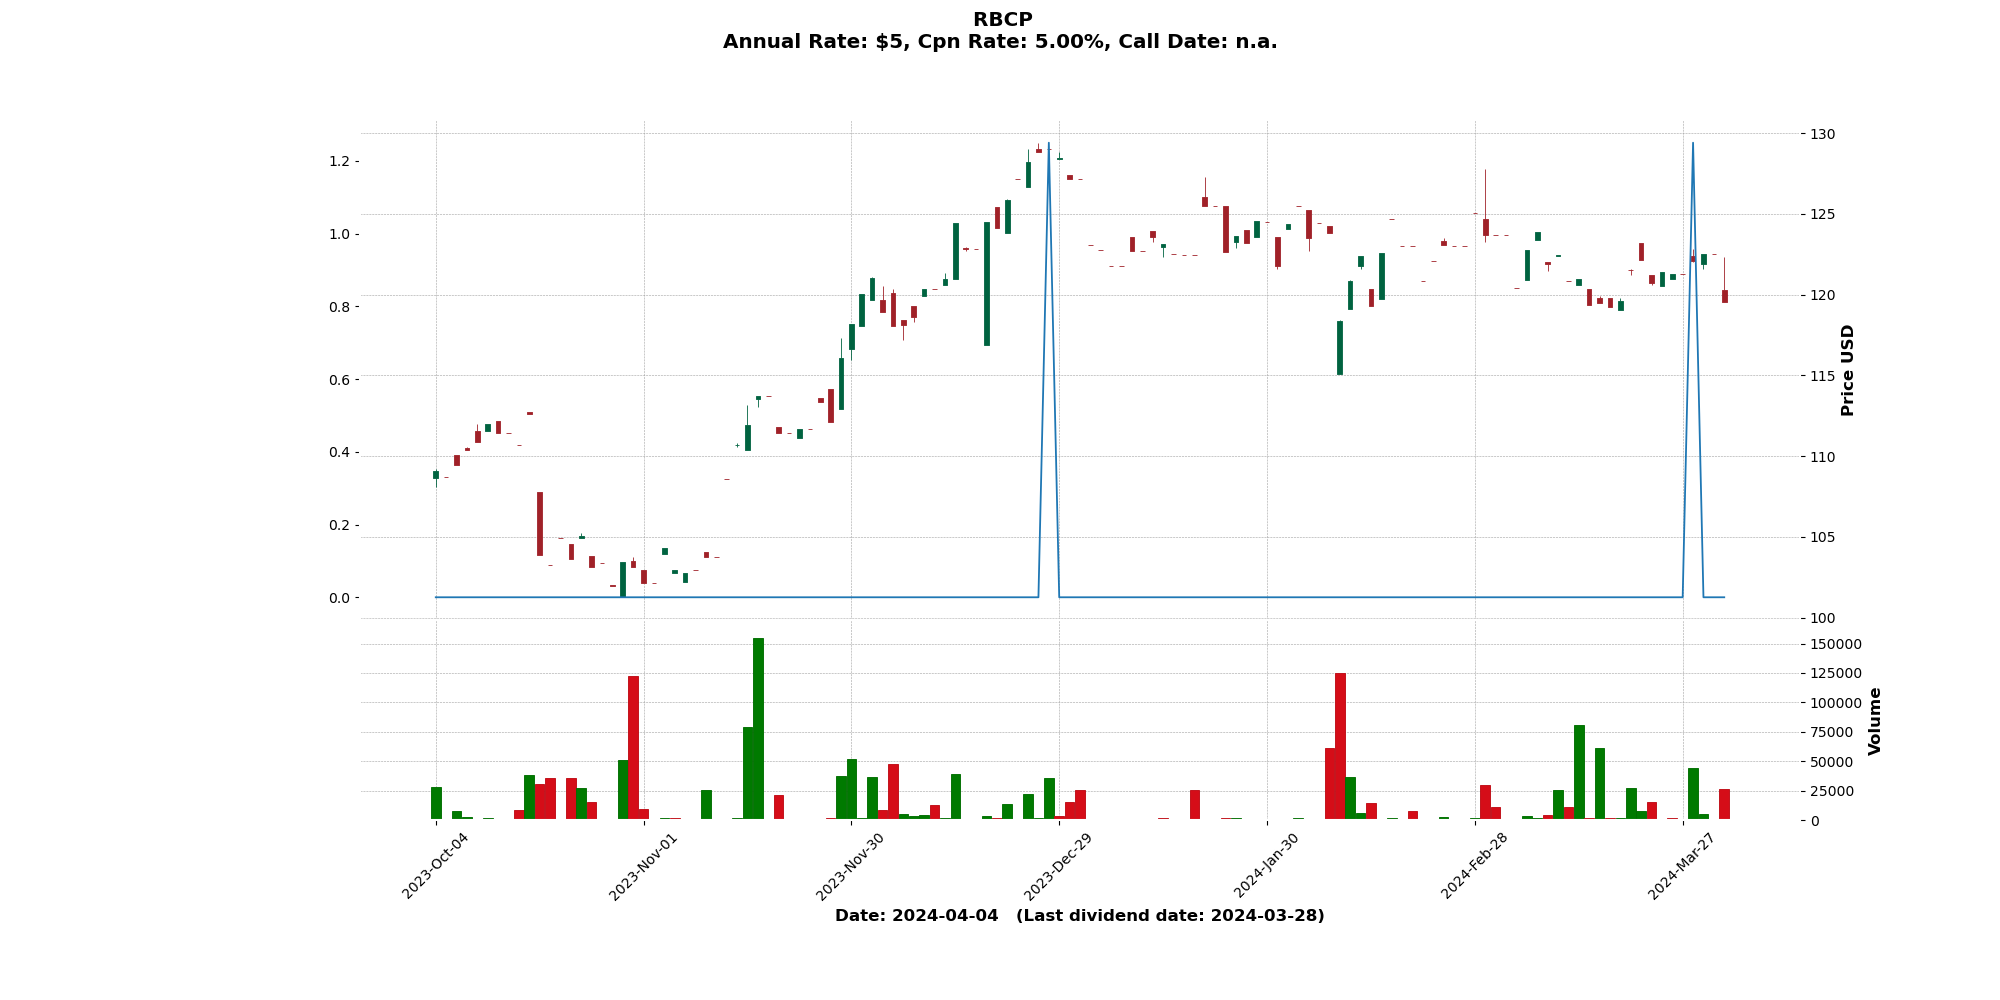 RBCP
Annual Rate: $5, Cpn Rate: 5.00%, Call Date: n.a.
1.2
1.0
0.8
0.6
0.4
0.2
0.0
130
125
120
115
110
105
100
Price USD
150000
125000
100000
75000
50000
25000
0
Volume
2023-Oct-04
2023-Nov-01
2023-Nov-30
2023-Dec-29
2024-Jan-30
2024-Feb-28
2024-Mar-27
Date: 2024-04-04   (Last dividend date: 2024-03-28)